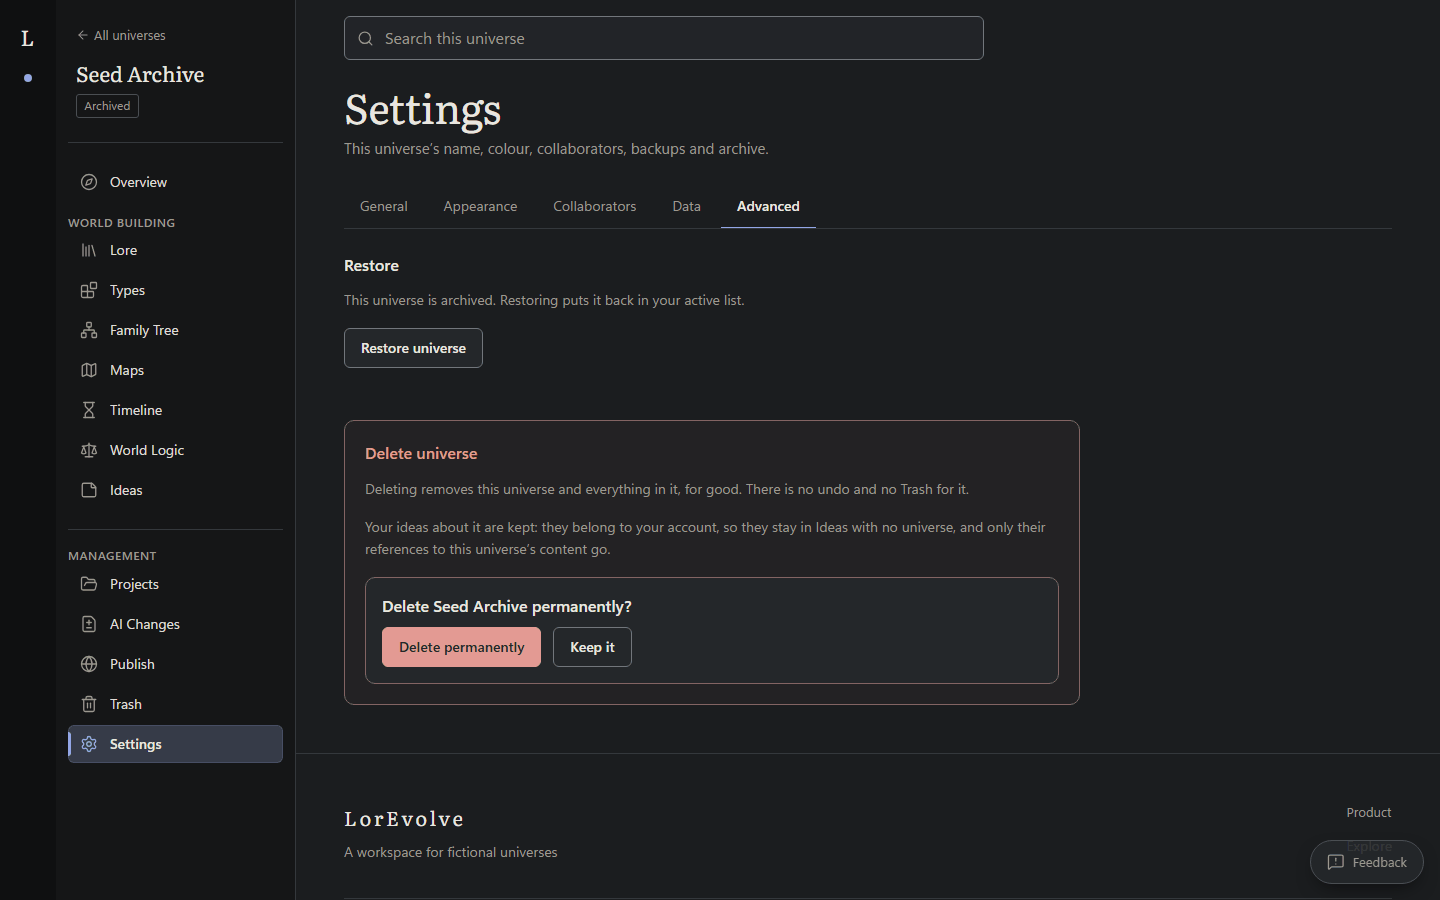 L
All universes
Seed Archive
Archived
Overview
WORLD BUILDING
Lore
Types
Family Tree
Maps
Timeline
World Logic
Ideas
MANAGEMENT
Projects
AI Changes
Publish
Trash
Settings
Search this universe
Settings
This universe’s name, colour, collaborators, backups and archive.
General
Appearance
Collaborators
Data
Advanced
Restore
This universe is archived. Restoring puts it back in your active list.
Restore universe
Delete universe
Deleting removes this universe and everything in it, for good. There is no undo and no Trash for it.
Your ideas about it are kept: they belong to your account, so they stay in Ideas with no universe, and only their
references to this universe’s content go.
Delete Seed Archive permanently?
Delete permanently
Keep it
LorEvolve
A workspace for fictional universes
Product
Explore
Feedback